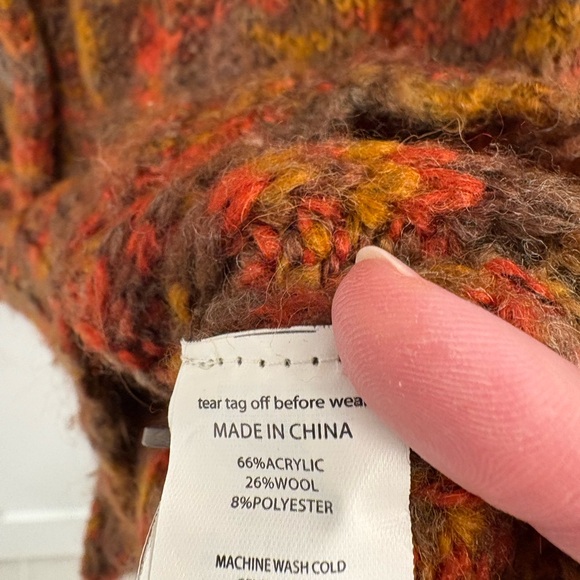 tear tag off before
MADE IN CHINA
66%ACRYLIC
26%WOOL
8%POLYESTER
MACHINE WASH COLD